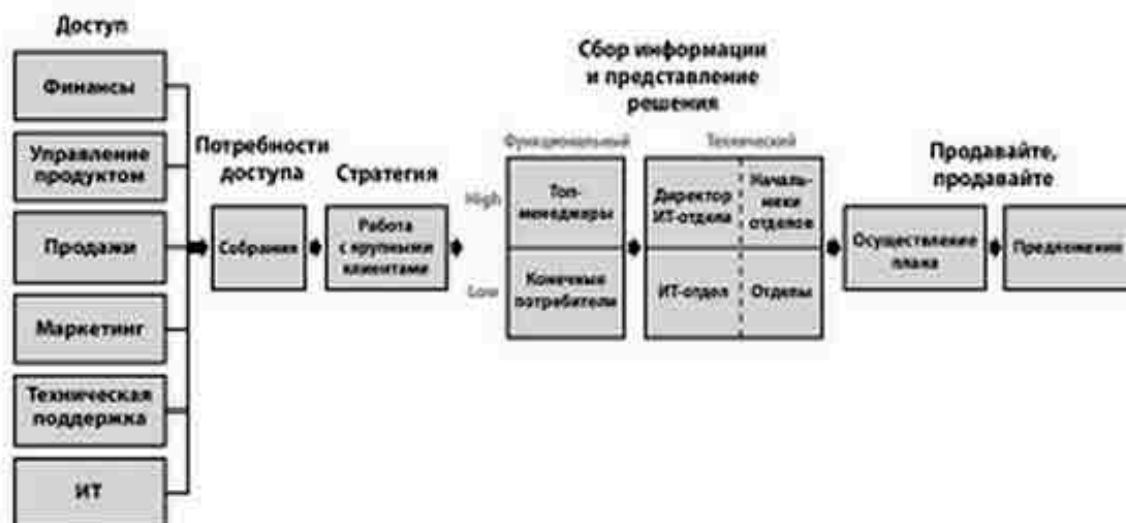 Доступ
Финансы
Управление
продуктом
Продажи
Маркетинг
Техническая
поддержка
ИТ
Потребности
доступа
Собрания
Стратегия
Работа
с крупными
клиентами
Сбор информации
и представление
решения
Функциональный
Технический
High
Low
Топ-
менеджеры
Конечные
потребители
Директор
ИТ-отдела
Началь-
ники
отделов
ИТ-отдел
Отделы
Продавайте,
продавайте
Осуществление
плана
Предложения